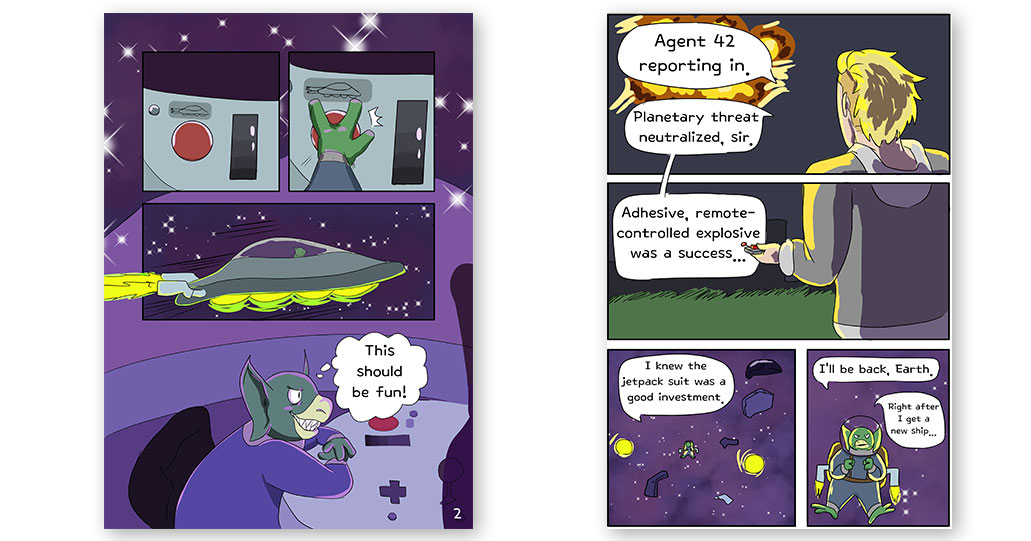 This
should
be fun!
2
Agent 42
reporting in.
Planetary threat
neutralized, sir.
Adhesive, remote-
controlled explosive
was a success...
I knew the
jetpack suit was a
good investment.
I'll be back, Earth.
Right after
I get a
new ship...